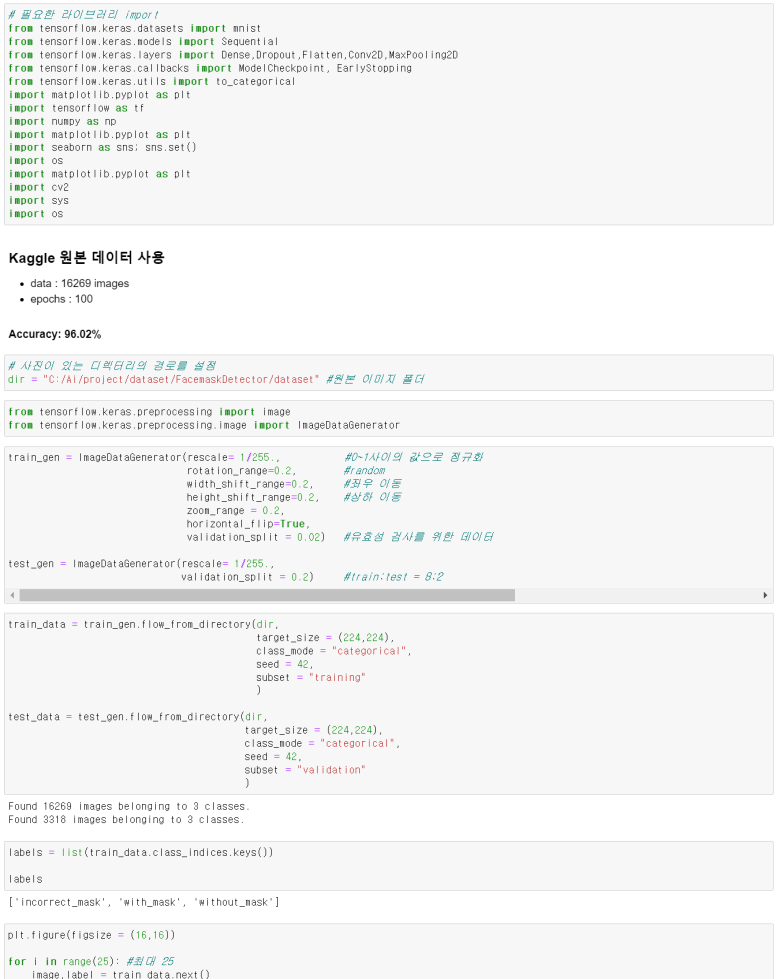 # 필요한 라이브러리 import
from tensorflow.keras.datasets import mnist
from tensorflow.keras.models import Sequential
from tensorflow.keras.layers import Dense,Dropout,Flatten,Conv2D,MaxPooling2D
from tensorflow.keras.callbacks import ModelCheckpoint, EarlyStopping
from tensorflow.keras.utils import to_categorical
import matplotlib.pyplot as plt
import tensorflow as tf
import numpy as np
import matplotlib.pyplot as plt
import seaborn as sns; sns.set()
import os
import matplotlib.pyplot as plt
import cv2
import sys
import os
Kaggle 원본 데이터 사용
• data : 16269 images
• epochs : 100
Accuracy: 96.02%
# 사진이 있는 디렉터리의 경로를 설정
dir = "C:/Ai/project/dataset/FacemaskDetector/dataset" #원본 이미지 폴더
from tensorflow.keras.preprocessing import image
from tensorflow.keras.preprocessing.image import ImageDataGenerator
train_gen = ImageDataGenerator(rescale= 1/255., #0~1사이의 값으로 정규화
rotation_range=0.2, #random
width_shift_range=0.2, #좌우 이동
height_shift_range=0.2, #상하 이동
zoom_range = 0.2,
horizontal_flip=True,
validation_split = 0.02) #유효성 검사를 위한 데이터
test_gen = ImageDataGenerator(rescale= 1/255.,
validation_split = 0.2) #train:test = 8:2
train_data = train_gen.flow_from_directory(dir,
target_size = (224,224),
class_mode = "categorical",
seed = 42,
subset = "training"
)
test_data = test_gen.flow_from_directory(dir,
target_size = (224,224),
class_mode = "categorical",
seed = 42,
subset = "validation"
)
Found 16269 images belonging to 3 classes.
Found 3318 images belonging to 3 classes.
labels = list(train_data.class_indices.keys())
labels
['incorrect_mask', 'with_mask', 'without_mask']
plt.figure(figsize = (16,16))
for i in range(25): #최대 25
image,label = train_data.next()